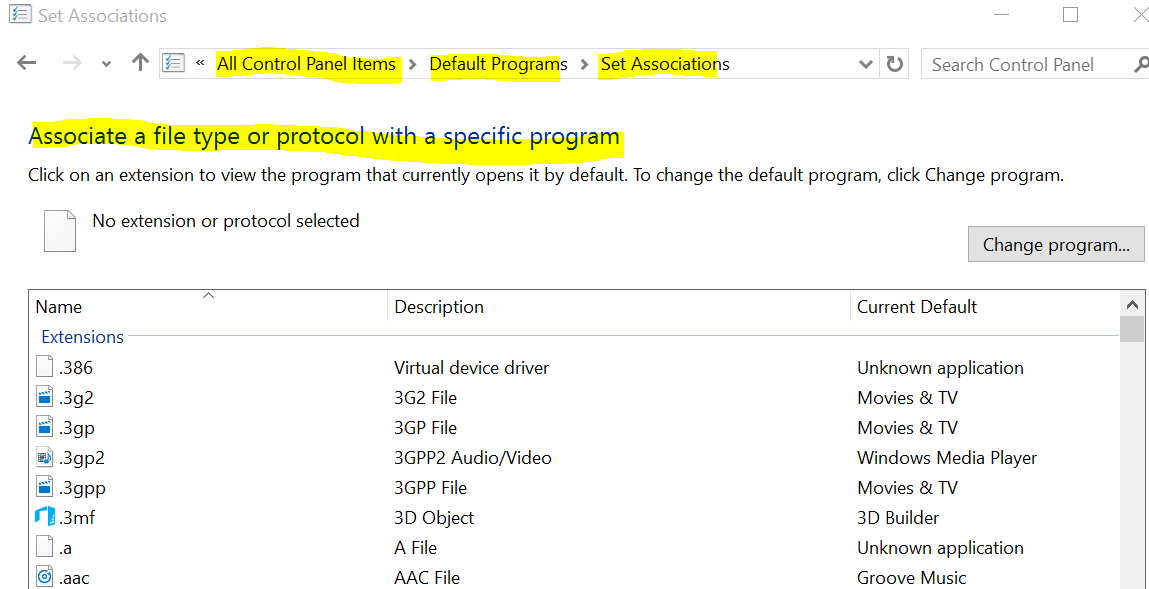 Set Associations
« All Control Panel Items > Default Programs > Set Associations
Search Control Panel
Associate a file type or protocol with a specific program
Click on an extension to view the program that currently opens it by default. To change the default program, click Change program.
No extension or protocol selected
Change program...
Name Description Current Default
Extensions
.386 Virtual device driver Unknown application
.3g2 3G2 File Movies & TV
.3gp 3GP File Movies & TV
.3gp2 3GPP2 Audio/Video Windows Media Player
.3gpp 3GPP File Movies & TV
.3mf 3D Object 3D Builder
.a A File Unknown application
.aac AAC File Groove Music